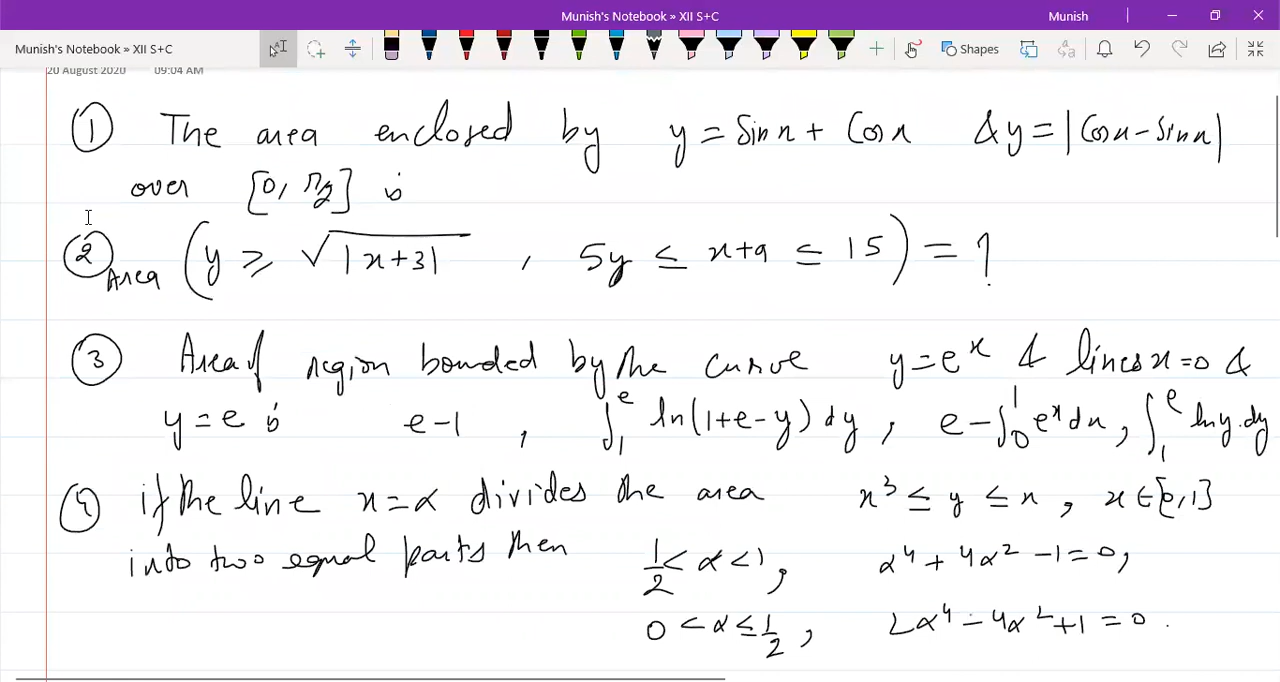 Munish's Notebook » XII S+C
Munish
Munish's Notebook » XII S+C
Shapes
20 August 2020 09:04 AM
① The area enclosed by y = Sin x + Cos x & y = |Cos x - Sin x|
over [0, π/2] is
② Area (y ≥ √|x+3| , 5y ≤ x+9 ≤ 15) = ?
③ Area of region bounded by the curve y = e^x & lines x=0 &
y = e is e-1 , ∫_1^e ln(1+e-y) dy , e - ∫_0^1 e^x dx , ∫_1^e ln y. dy
④ if the line x = α divides the area x³ ≤ y ≤ x , x ∈ [0,1]
into two equal parts then 1/2 < α < 1 , α⁴ + 4α² - 1 = 0,
0 < α ≤ 1/2 , 2α⁴ - 4α² + 1 = 0 .